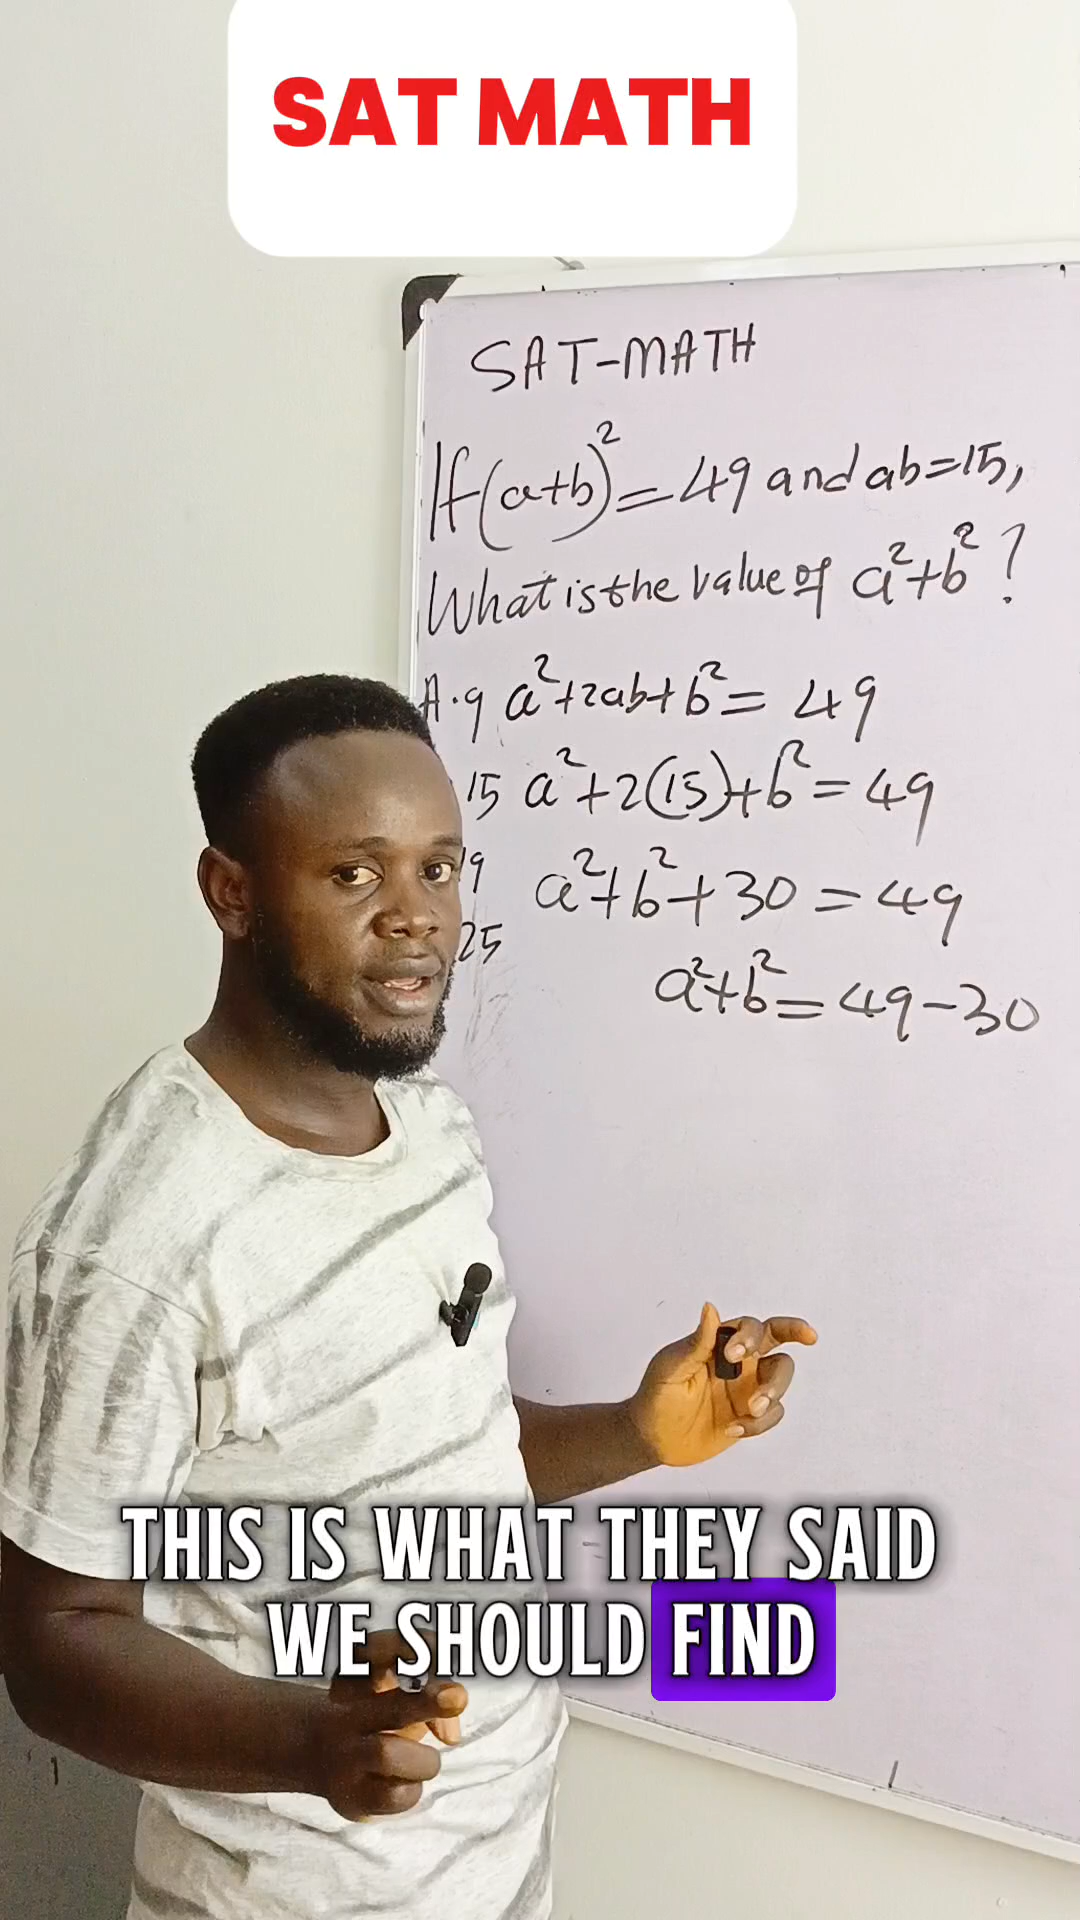 SAT MATH
SAT-MATH
If (a+b)² = 49 and ab=15,
What is the value of a²+b²?
A. 9 a²+2ab+b² = 49
15 a²+2(15)+b² = 49
19 a²+b²+30 = 49
25
a²+b² = 49-30
THIS IS WHAT THEY SAID
WE SHOULD FIND